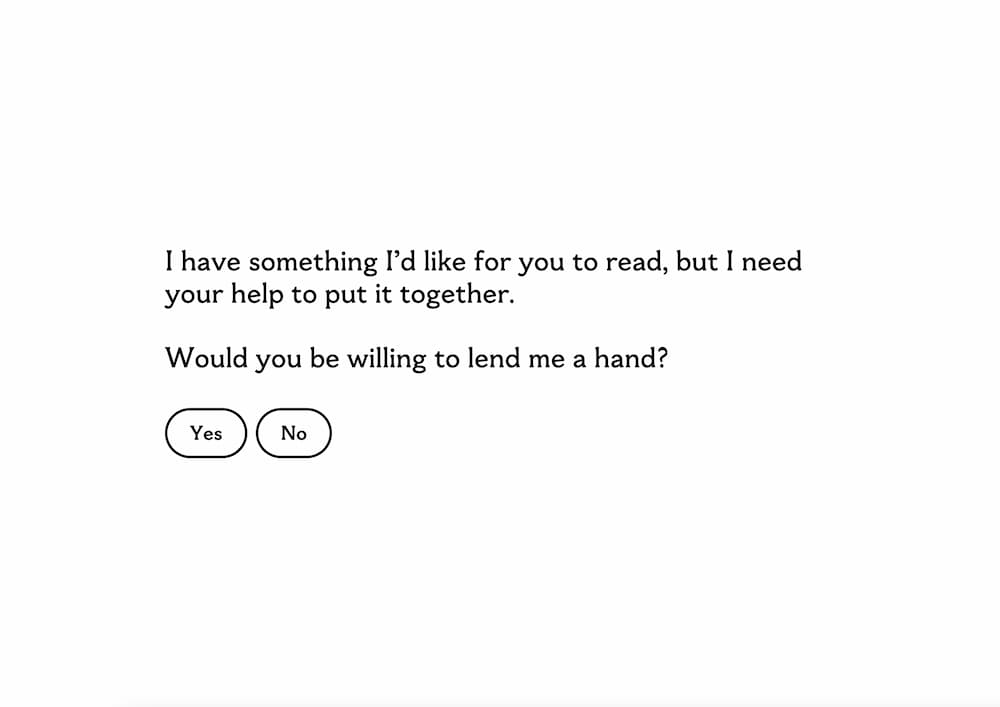 I have something I’d like for you to read, but I need
your help to put it together.
Would you be willing to lend me a hand?
Yes No